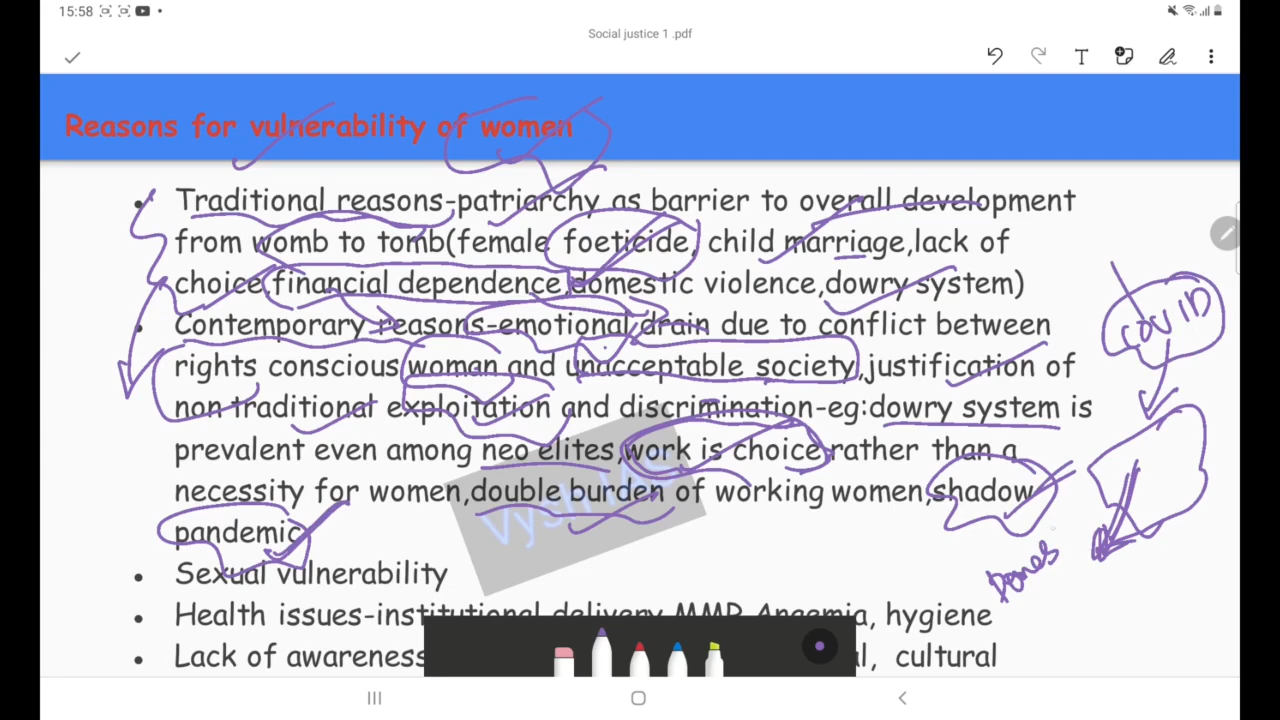 15:58
Social justice 1 .pdf
T
Reasons for vulnerability of women
• Traditional reasons-patriarchy as barrier to overall development
from womb to tomb(female foeticide, child marriage,lack of
choice,financial dependence,domestic violence,dowry system)
• Contemporary reasons-emotional drain due to conflict between
rights conscious woman and unacceptable society,justification of
non traditional exploitation and discrimination-eg:dowry system is
prevalent even among neo elites,work is choice rather than a
necessity for women,double burden of working women,shadow
pandemic
COVID
• Sexual vulnerability
• Health issues-institutional delivery,MMR,Anaemia, hygiene
• Lack of awareness cultural
Vysh IAS